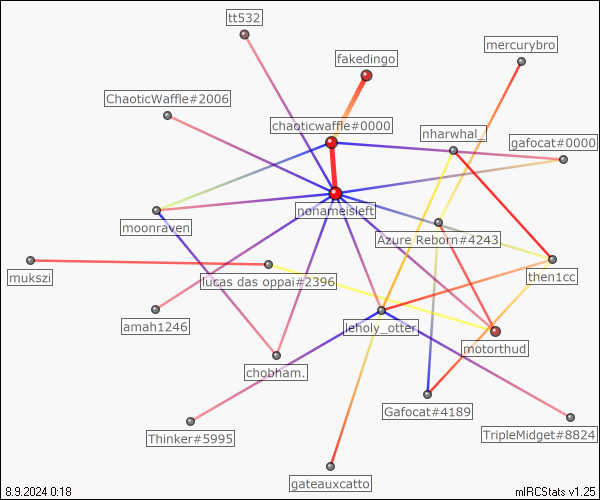 tt532
mercurybro
fakedingo
ChaoticWaffle#2006
chaoticwaffle#0000
nharwhal_
gafocat#0000
nonameisleft
moonraven
Azure Reborn#4243
mukszi
lucas das oppai#2396
then1cc
amah1246
leholy_otter
motorthud
chobham.
Gafocat#4189
Thinker#5995
TripleMidget#8824
gateauxcatto
8.9.2024 0:18
mIRCStats v1.25